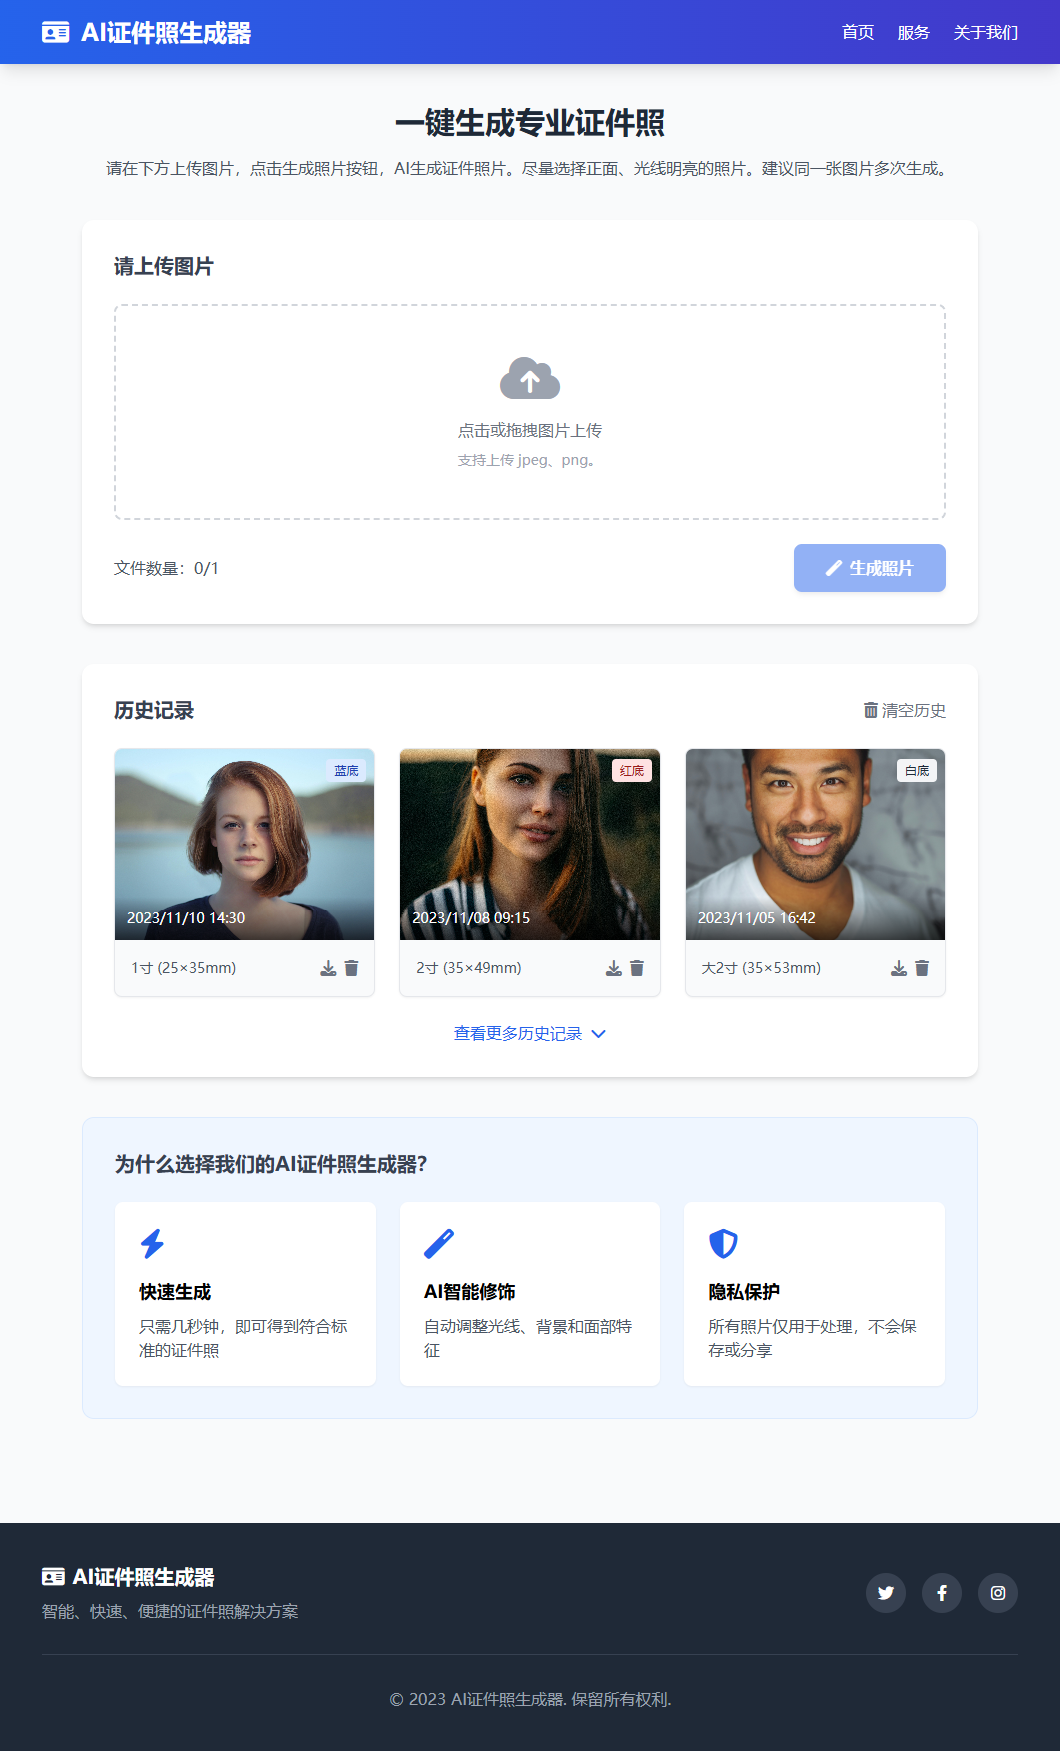 AI证件照生成器
首页 服务 关于我们
一键生成专业证件照
请在下方上传图片，点击生成照片按钮，AI生成证件照片。尽量选择正面、光线明亮的照片。建议同一张图片多次生成。
请上传图片
点击或拖拽图片上传
支持上传 jpeg、png。
文件数量：0/1
生成照片
历史记录
清空历史
蓝底
2023/11/10 14:30
1寸 (25×35mm)
红底
2023/11/08 09:15
2寸 (35×49mm)
白底
2023/11/05 16:42
大2寸 (35×53mm)
查看更多历史记录
为什么选择我们的AI证件照生成器？
快速生成
只需几秒钟，即可得到符合标
准的证件照
AI智能修饰
自动调整光线、背景和面部特
征
隐私保护
所有照片仅用于处理，不会保
存或分享
AI证件照生成器
智能、快速、便捷的证件照解决方案
© 2023 AI证件照生成器. 保留所有权利.